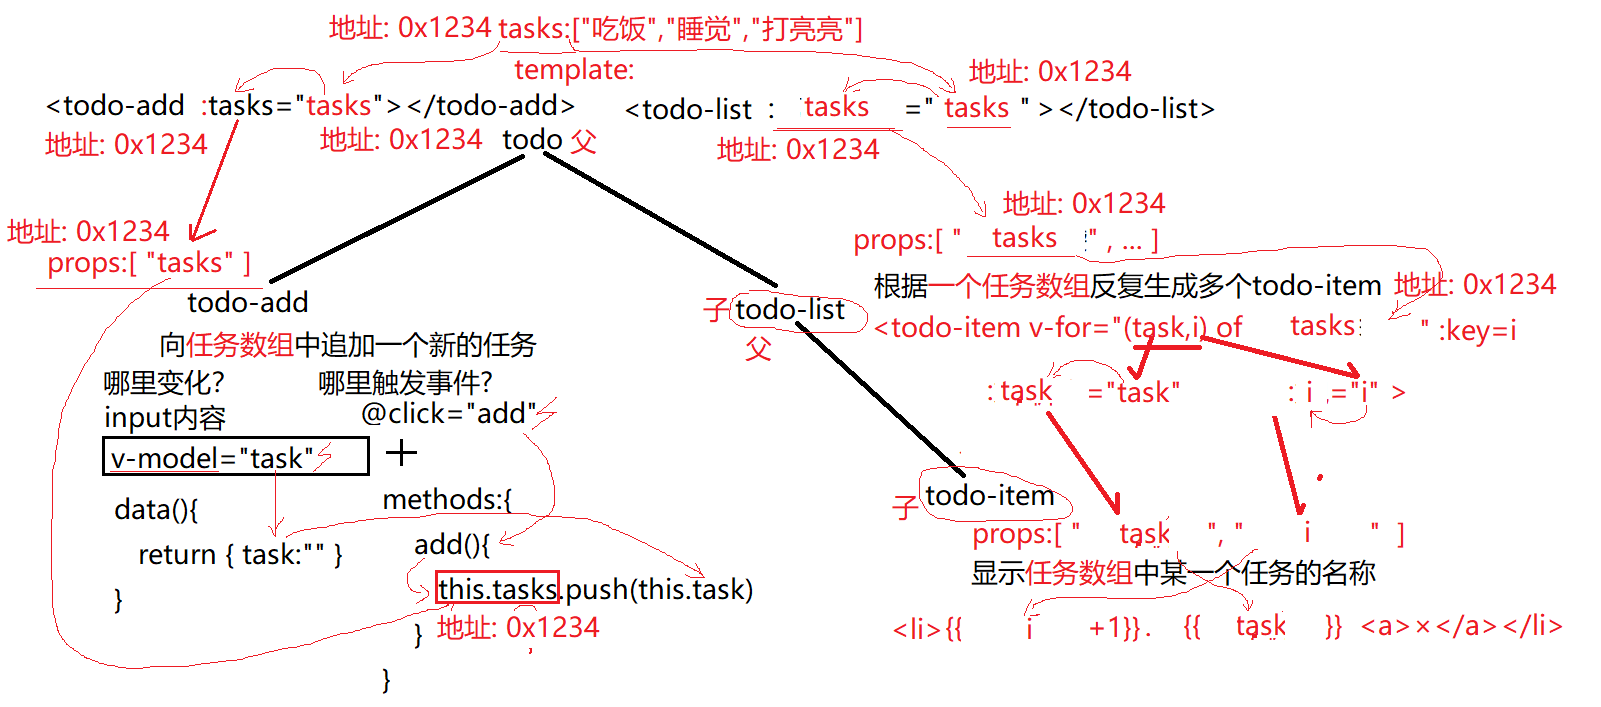 地址: 0x1234 tasks:["吃饭","睡觉","打亮亮"]
template:
地址: 0x1234
<todo-add :tasks="tasks"></todo-add>
<todo-list : tasks =" tasks " ></todo-list>
地址: 0x1234
地址: 0x1234
todo 父
地址: 0x1234
地址: 0x1234
地址: 0x1234
props:[ "tasks" ]
props:[ " tasks " , ... ]
todo-add
子 todo-list
父
根据一个任务数组反复生成多个todo-item
地址: 0x1234
<todo-item v-for="(task,i) of tasks " :key=i
向任务数组中追加一个新的任务
哪里变化?
哪里触发事件?
input内容
@click="add"
: task ="task" : i ="i" >
v-model="task"
+
子 todo-item
data(){
methods:{
return { task:"" }
add(){
props:[ " task ", " i " ]
显示任务数组中某一个任务的名称
}
this.tasks.push(this.task)
地址: 0x1234
}
<li>{{ i +1}}. {{ task }} <a>×</a></li>
}